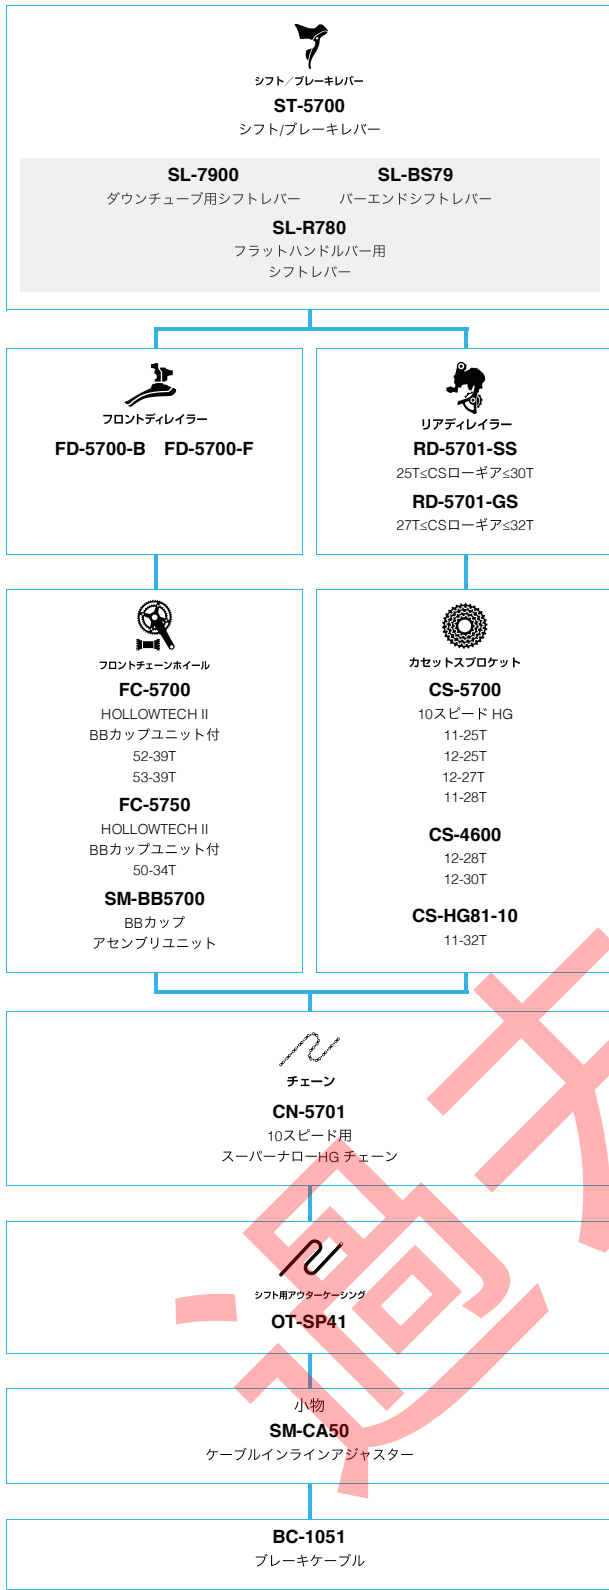 シフト／ブレーキレバー
ST-5700
シフト/ブレーキレバー
SL-7900
ダウンチューブ用シフトレバー
SL-BS79
バーエンドシフトレバー
SL-R780
フラットハンドルバー用
シフトレバー
フロントディレイラー
FD-5700-B FD-5700-F
リアディレイラー
RD-5701-SS
25T≤CSローギア≤30T
RD-5701-GS
27T≤CSローギア≤32T
フロントチェーンホイール
FC-5700
HOLLOWTECH II
BBカップユニット付
52-39T
53-39T
FC-5750
HOLLOWTECH II
BBカップユニット付
50-34T
SM-BB5700
BBカップ
アセンブリユニット
カセットスプロケット
CS-5700
10スピード HG
11-25T
12-25T
12-27T
11-28T
CS-4600
12-28T
12-30T
CS-HG81-10
11-32T
チェーン
CN-5701
10スピード用
スーパーナローHG チェーン
シフト用アウターケーシング
OT-SP41
小物
SM-CA50
ケーブルインラインアジャスター
BC-1051
ブレーキケーブル
過